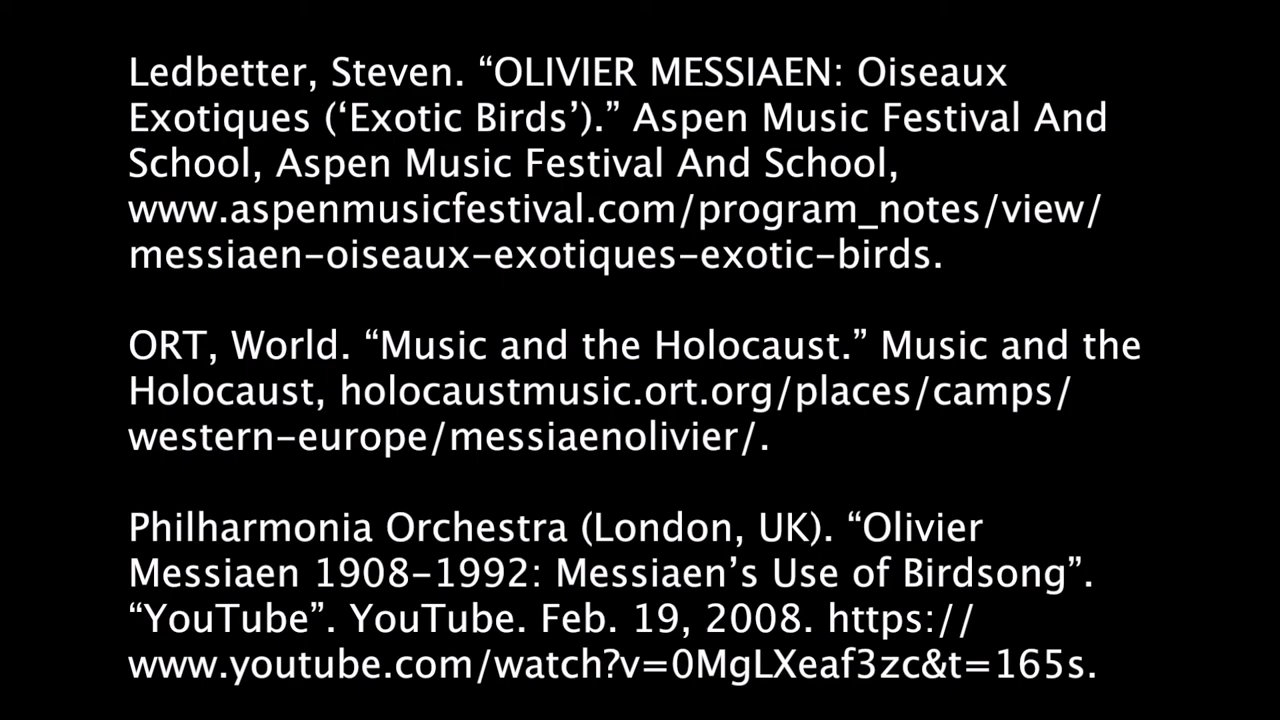 Ledbetter, Steven. “OLIVIER MESSIAEN: Oiseaux
Exotiques (‘Exotic Birds’).” Aspen Music Festival And
School, Aspen Music Festival And School,
www.aspenmusicfestival.com/program_notes/view/
messiaen-oiseaux-exotiques-exotic-birds.
ORT, World. “Music and the Holocaust.” Music and the
Holocaust, holocaustmusic.ort.org/places/camps/
western-europe/messiaenolivier/.
Philharmonia Orchestra (London, UK). “Olivier
Messiaen 1908-1992: Messiaen’s Use of Birdsong”.
“YouTube”. YouTube. Feb. 19, 2008. https://
www.youtube.com/watch?v=0MgLXeaf3zc&t=165s.